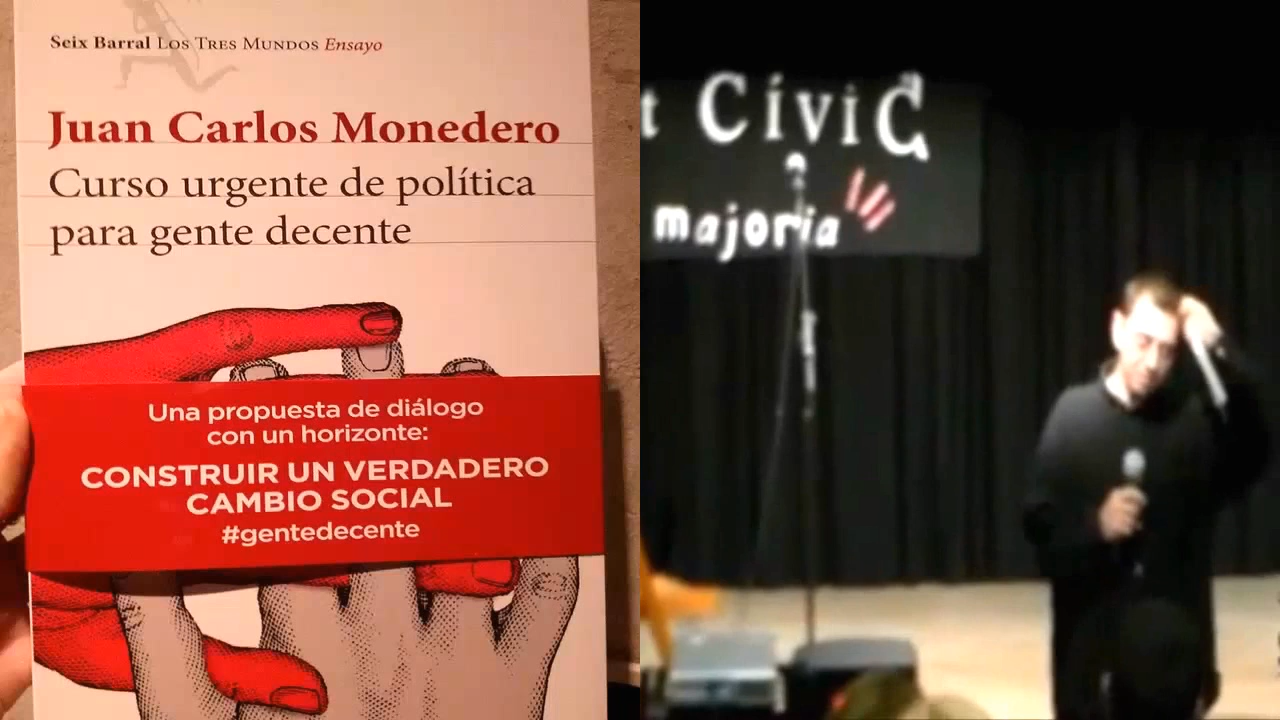 Seix Barral Los Tres Mundos Ensayo
Juan Carlos Monedero
Curso urgente de política
para gente decente
Una propuesta de diálogo
con un horizonte:
CONSTRUIR UN VERDADERO
CAMBIO SOCIAL
#gentedecente
t CíViC
majoria